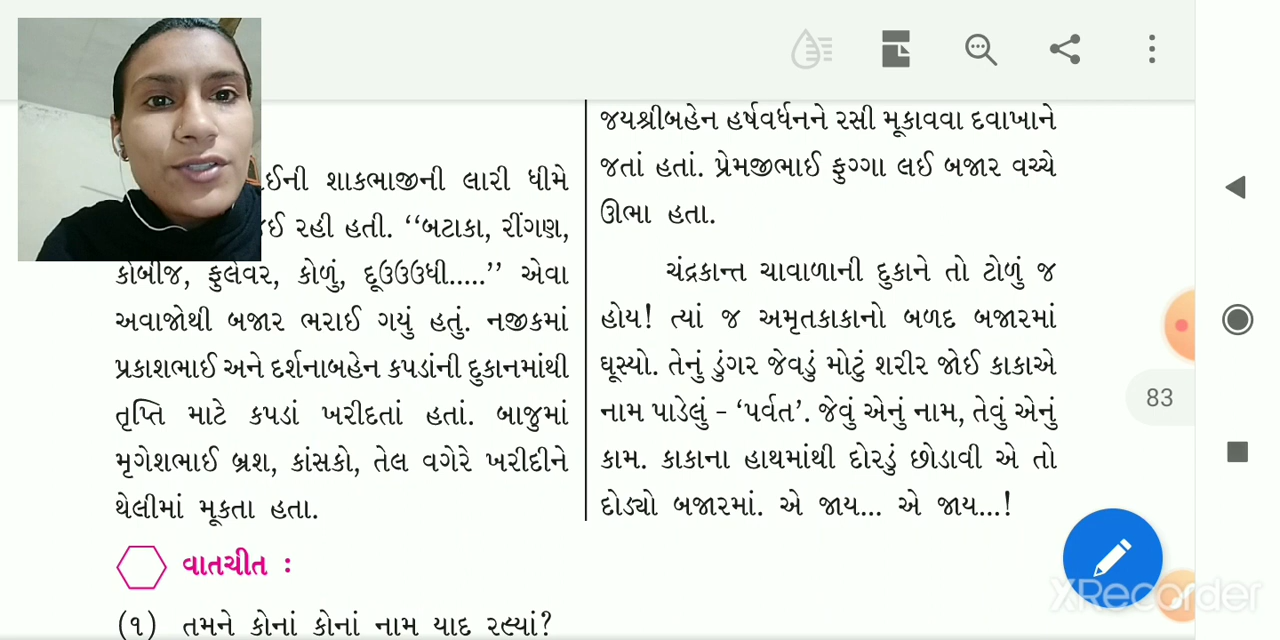 ઈની શાકભાજીની લારી ધીમે
જઈ રહી હતી. “બટાકા, રીંગણ,
કોબીજ, ફુલેવર, કોળું, દૂઉઉઉધી.....” એવા
અવાજોથી બજાર ભરાઈ ગયું હતું. નજીકમાં
પ્રકાશભાઈ અને દર્શનાબહેન કપડાંની દુકાનમાંથી
તૃપ્તિ માટે કપડાં ખરીદતાં હતાં. બાજુમાં
મૃગેશભાઈ બ્રશ, કાંસકો, તેલ વગેરે ખરીદીને
થેલીમાં મૂકતા હતા.
જયશ્રીબહેન હર્ષવર્ધનને રસી મૂકાવવા દવાખાને
જતાં હતાં. પ્રેમજીભાઈ ફુગ્ગા લઈ બજાર વચ્ચે
ઊભા હતા.
ચંદ્રકાન્ત ચાવાળાની દુકાને તો ટોળું જ
હોય! ત્યાં જ અમૃતકાકાનો બળદ બજારમાં
ઘૂસ્યો. તેનું ડુંગર જેવડું મોટું શરીર જોઈ કાકાએ
નામ પાડેલું - ‘પર્વત’. જેવું એનું નામ, તેવું એનું
કામ. કાકાના હાથમાંથી દોરડું છોડાવી એ તો
દોડ્યો બજારમાં. એ જાય... એ જાય...!
વાતચીત :
(૧) તમને કોનાં કોનાં નામ યાદ રહ્યાં?
83
XRecorder